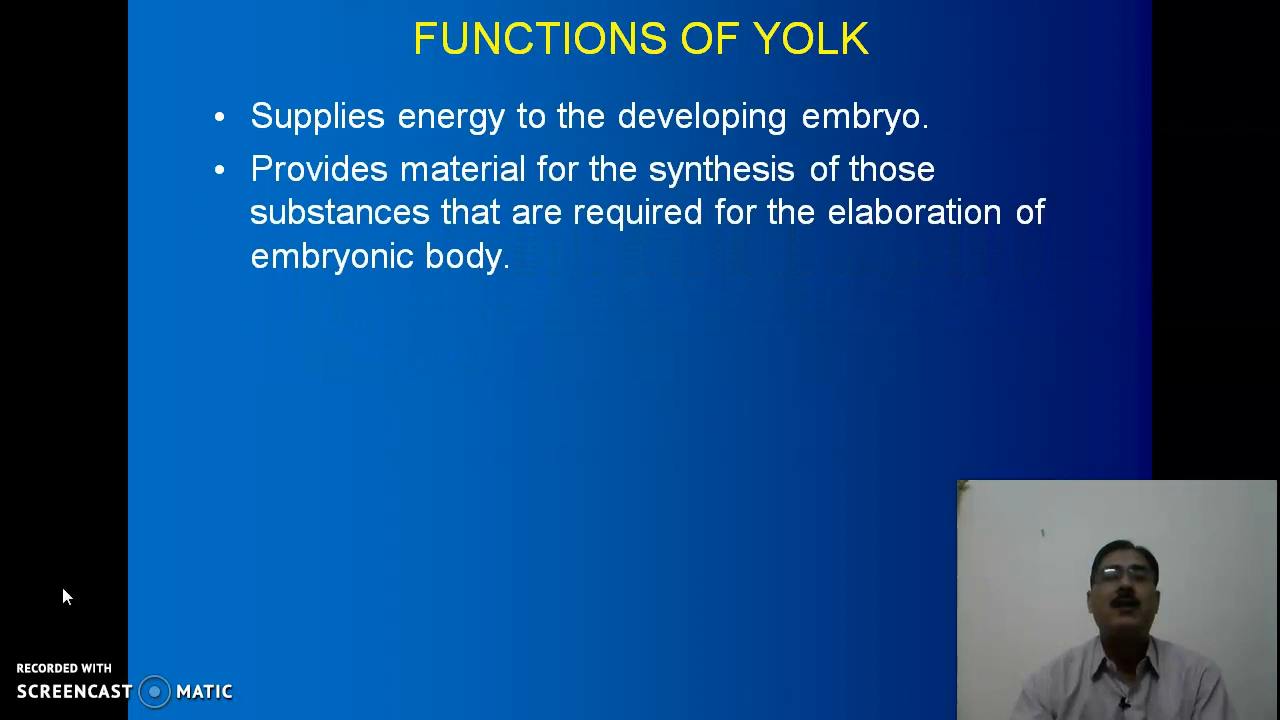 FUNCTIONS OF YOLK
• Supplies energy to the developing embryo.
• Provides material for the synthesis of those
substances that are required for the elaboration of
embryonic body.
RECORDED WITH
SCREENCAST MATIC